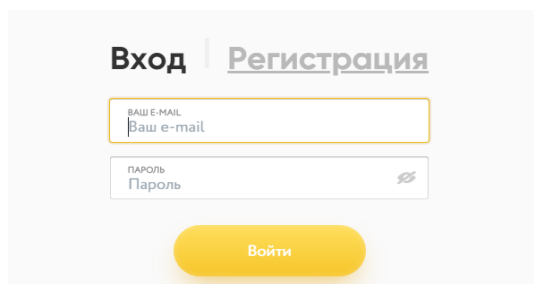 Вход Регистрация
ВАШ E-MAIL
Ваш e-mail
ПАРОЛЬ
Пароль
Войти